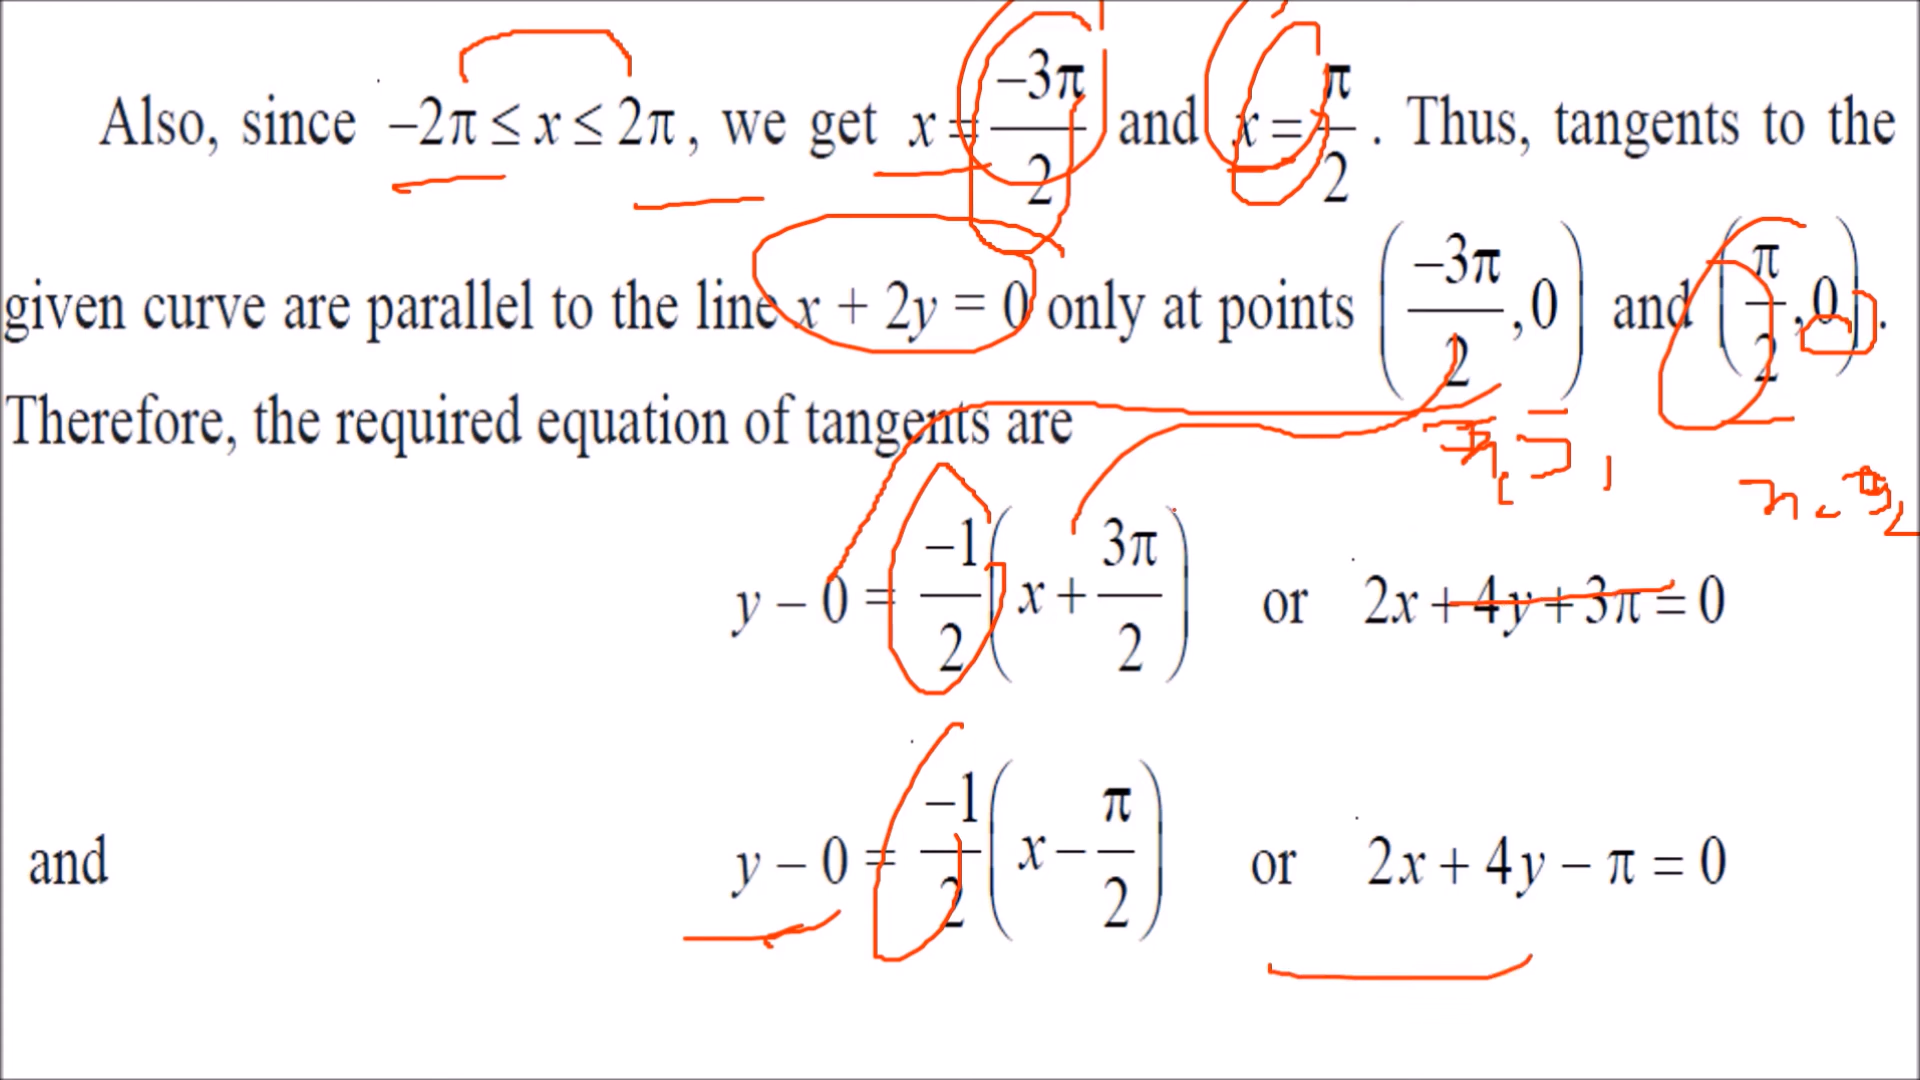 Also, since −2π ≤ x ≤ 2π, we get x = −3π/2 and x = π/2. Thus, tangents to the
given curve are parallel to the line x + 2y = 0 only at points (−3π/2, 0) and (π/2, 0).
Therefore, the required equation of tangents are
y − 0 = −1/2 (x + 3π/2) or 2x + 4y + 3π = 0
and y − 0 = −1/2 (x − π/2) or 2x + 4y − π = 0